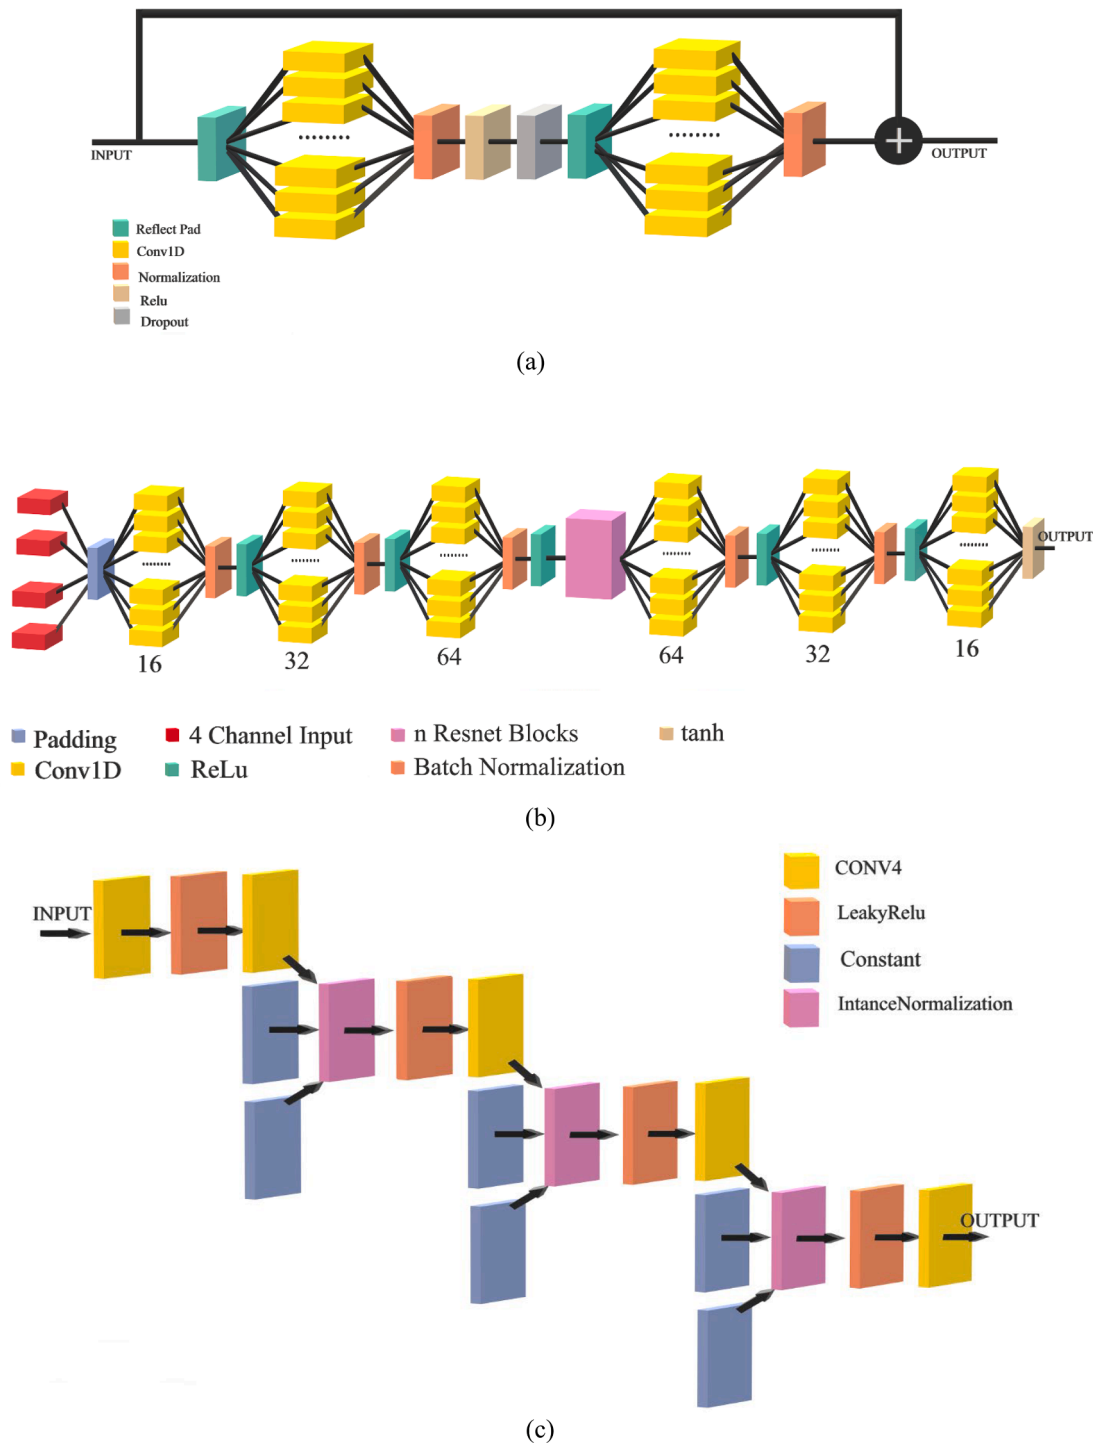 INPUT
OUTPUT
Reflect Pad
Conv1D
Normalization
Relu
Dropout
(a)
OUTPUT
16
32
64
64
32
16
Padding
4 Channel Input
n Resnet Blocks
tanh
Conv1D
ReLu
Batch Normalization
(b)
CONV4
INPUT
LeakyRelu
Constant
IntanceNormalization
OUTPUT
(c)